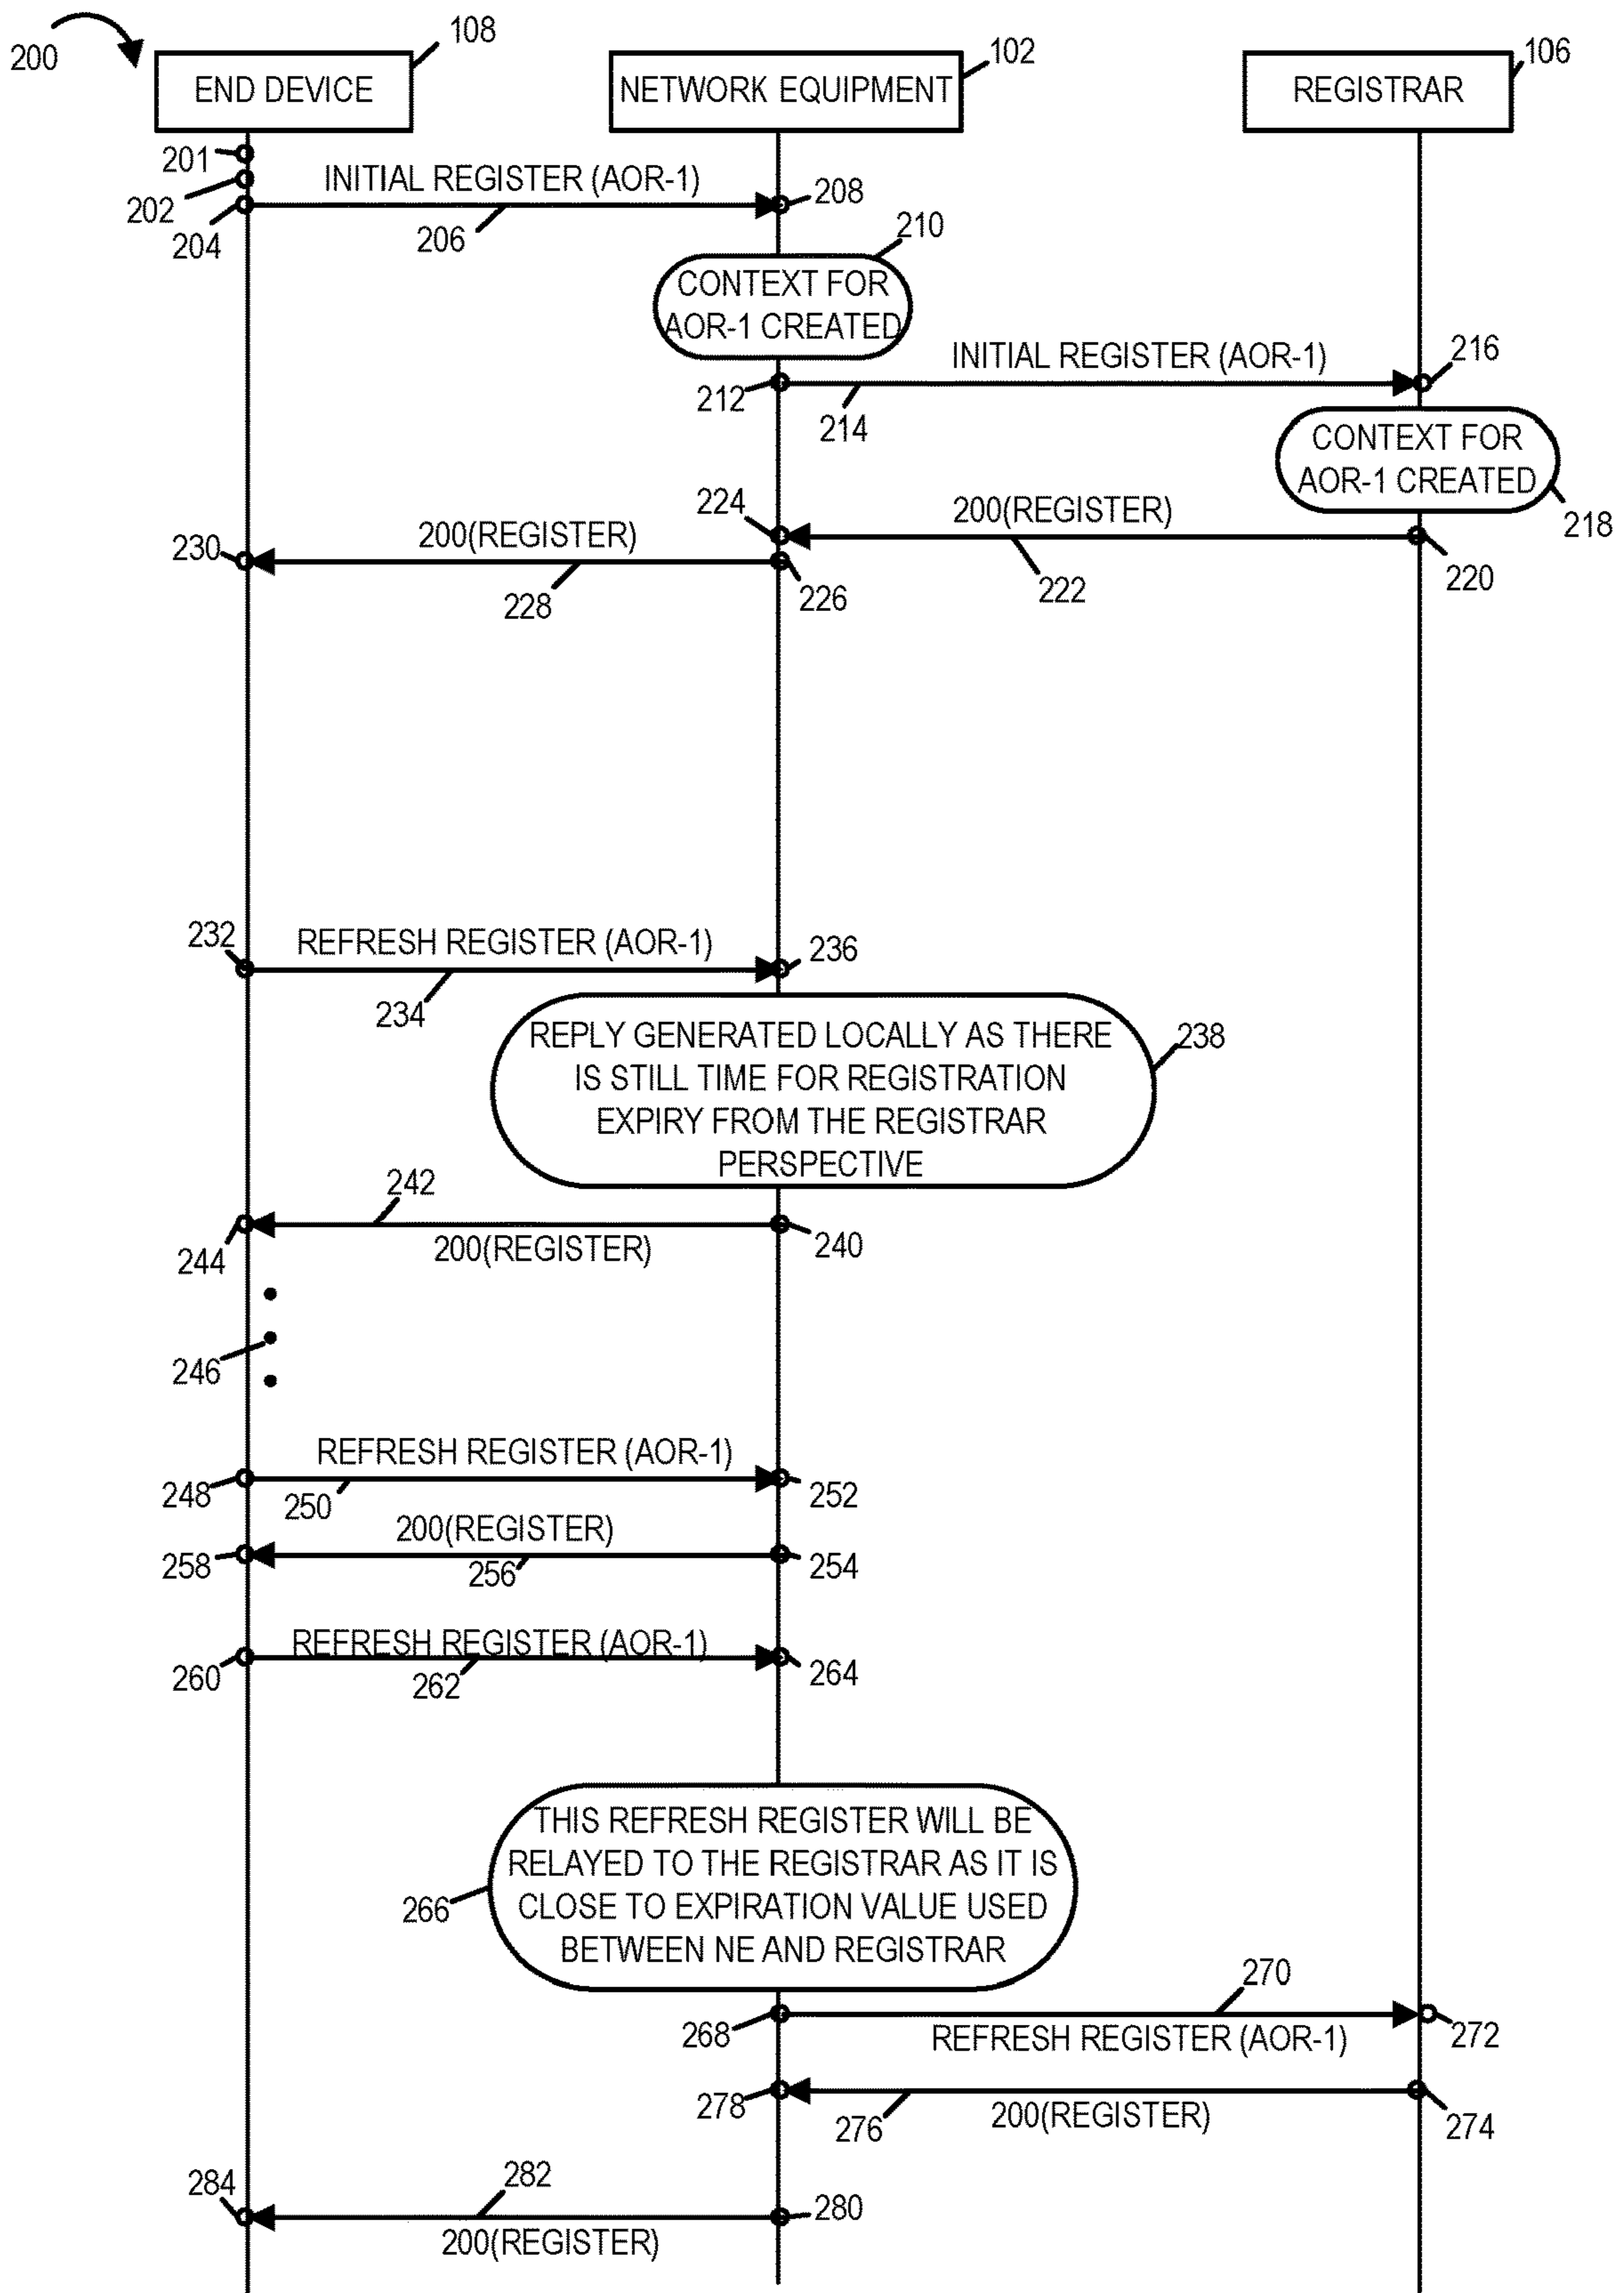 200
108
102
106
END DEVICE
NETWORK EQUIPMENT
REGISTRAR
201
202
204
INITIAL REGISTER (AOR-1)
206
208
210
CONTEXT FOR
AOR-1 CREATED
212
INITIAL REGISTER (AOR-1)
214
216
CONTEXT FOR
AOR-1 CREATED
218
224
200(REGISTER)
222
220
230
200(REGISTER)
228
226
232
REFRESH REGISTER (AOR-1)
234
236
REPLY GENERATED LOCALLY AS THERE
IS STILL TIME FOR REGISTRATION
EXPIRY FROM THE REGISTRAR
PERSPECTIVE
238
242
244
200(REGISTER)
240
246
REFRESH REGISTER (AOR-1)
248
250
252
200(REGISTER)
258
256
254
REFRESH REGISTER (AOR-1)
260
262
264
THIS REFRESH REGISTER WILL BE
RELAYED TO THE REGISTRAR AS IT IS
CLOSE TO EXPIRATION VALUE USED
BETWEEN NE AND REGISTRAR
266
270
268
REFRESH REGISTER (AOR-1)
272
278
276
200(REGISTER)
274
284
282
200(REGISTER)
280